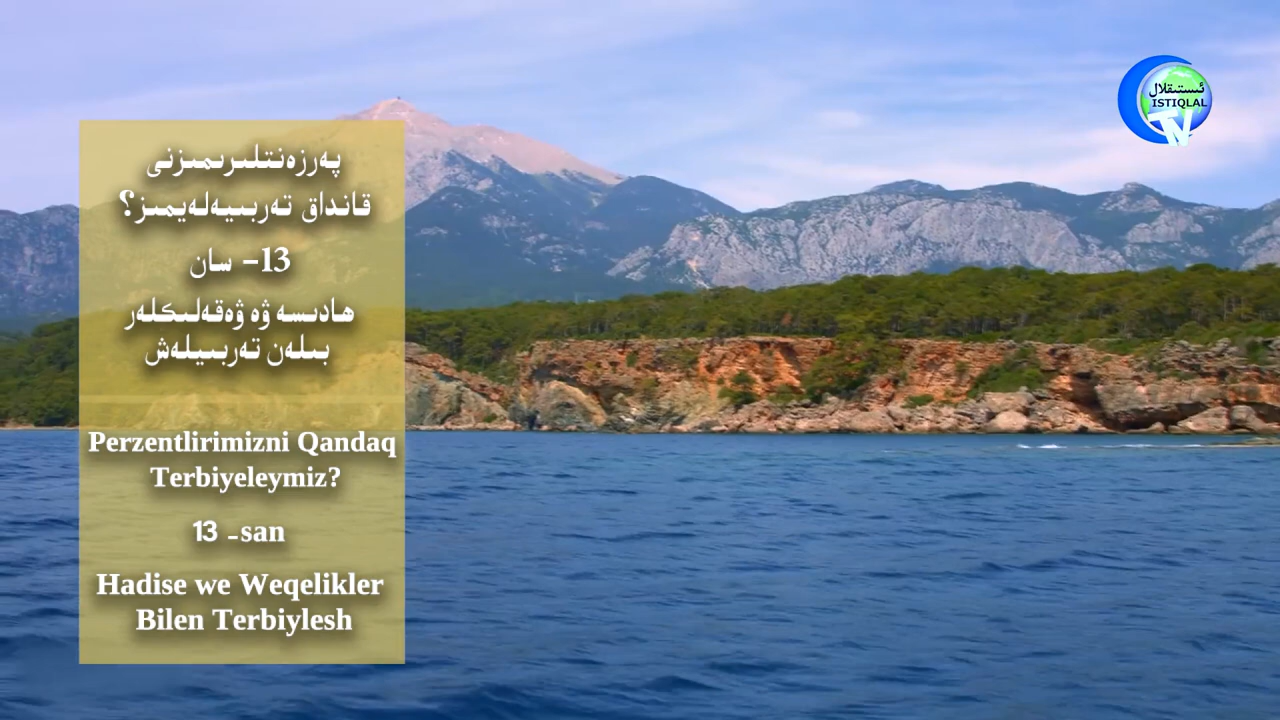 پەرزەنتلىرىمىزنى
قانداق تەربىيەلەيمىز؟
13- سان
ھادىسە ۋە ۋەقەلىكلەر
بىلەن تەربىيىلەش
Perzentlirimizni Qandaq
Terbiyeleymiz?
13 -san
Hadise we Weqelikler
Bilen Terbiylesh
ئىستىقلال
ISTIQLAL
TV